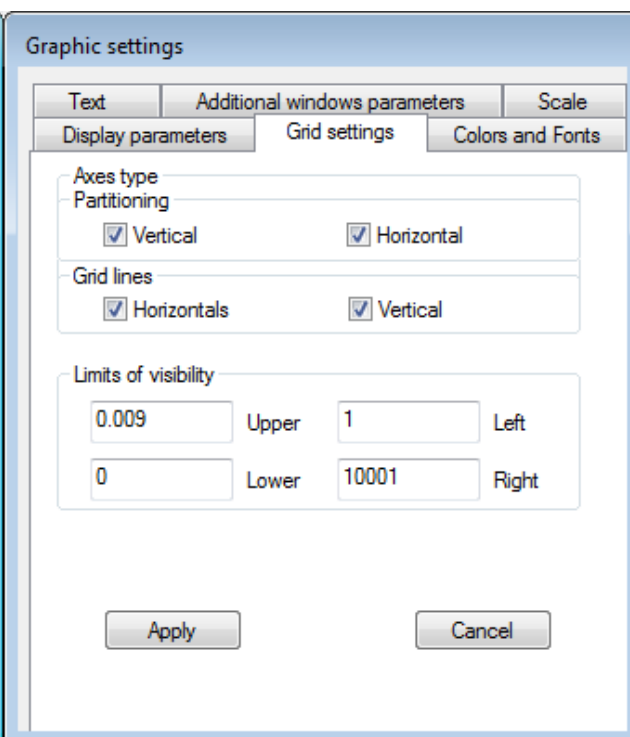 Graphic settings
Text Additional windows parameters Scale
Display parameters Grid settings Colors and Fonts
Axes type
Partitioning
Vertical Horizontal
Grid lines
Horizontals Vertical
Limits of visibility
0.009 Upper 1 Left
0 Lower 10001 Right
Apply Cancel